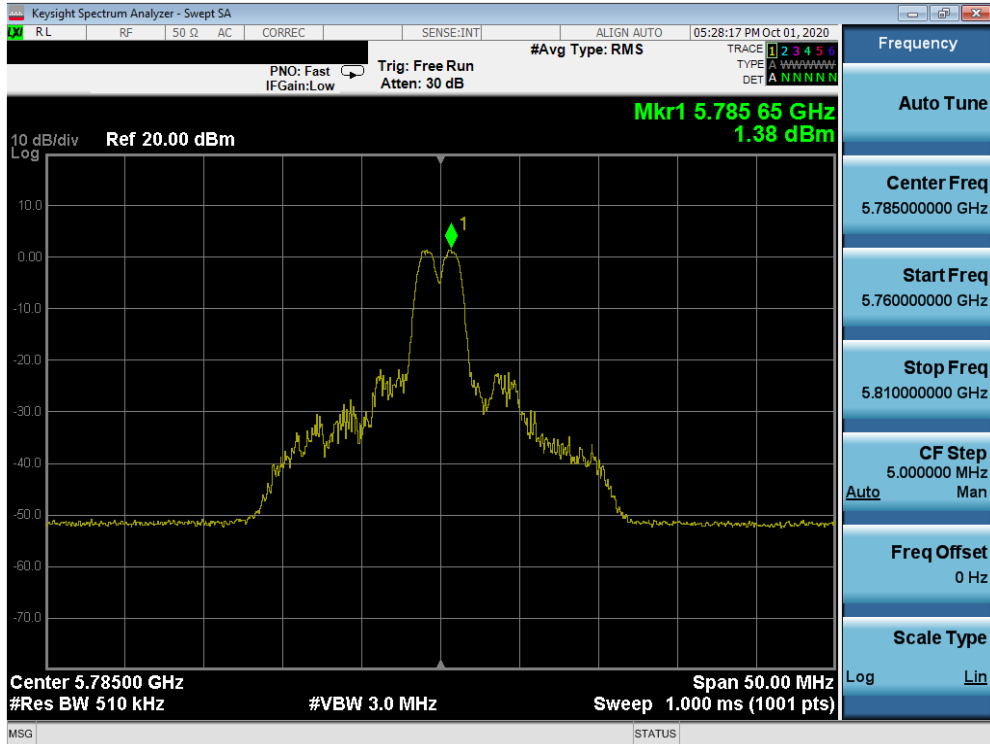 Keysight Spectrum Analyzer - Swept SA
LXI RL RF 50 Ω AC CORREC SENSE:INT ALIGN AUTO 05:28:17 PM Oct 01, 2020
#Avg Type: RMS
TRACE 1 2 3 4 5 6
TYPE A WWWWW
DET A N N N N N
PNO: Fast
IFGain:Low
Trig: Free Run
Atten: 30 dB
Mkr1 5.785 65 GHz
1.38 dBm
10 dB/div Ref 20.00 dBm
Log
10.0
1
0.00
-10.0
-20.0
-30.0
-40.0
-50.0
-60.0
-70.0
Center 5.78500 GHz
Span 50.00 MHz
#Res BW 510 kHz
#VBW 3.0 MHz
Sweep 1.000 ms (1001 pts)
MSG
STATUS
Frequency
Auto Tune
Center Freq
5.785000000 GHz
Start Freq
5.760000000 GHz
Stop Freq
5.810000000 GHz
CF Step
5.000000 MHz
Auto Man
Freq Offset
0 Hz
Scale Type
Log Lin